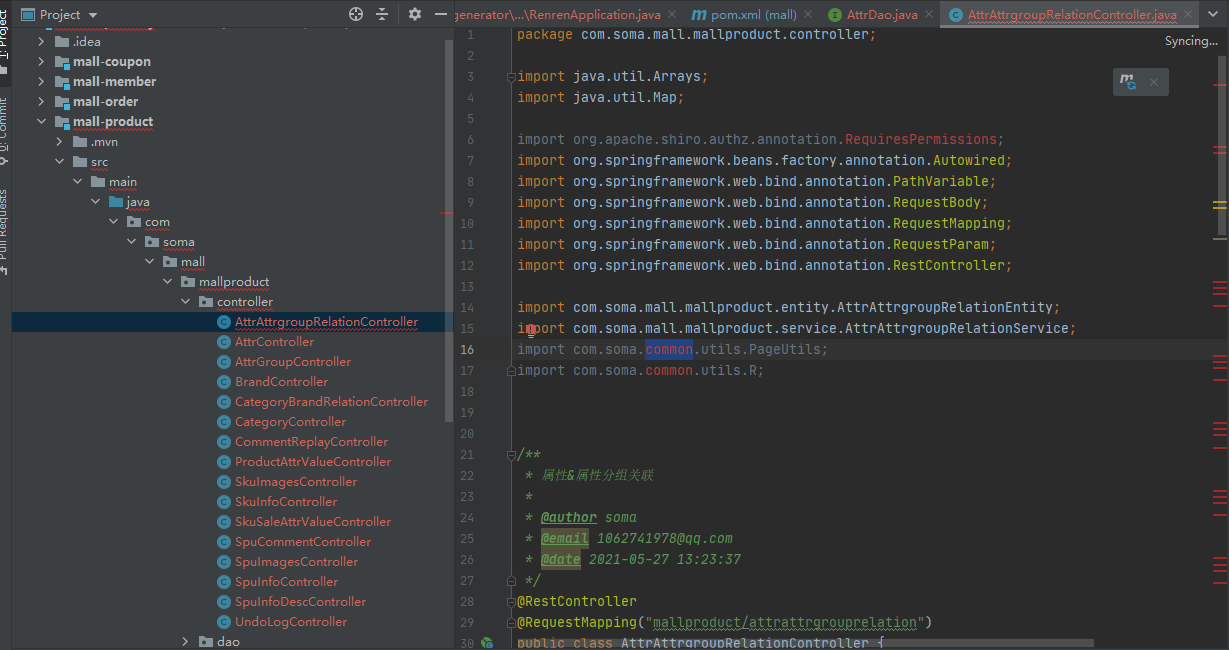 Project
generator\...\RenrenApplication.java
pom.xml (mall)
AttrDao.java
AttrAttrgroupRelationController.java
Syncing...
1: Project
0: Commit
Pull Requests
.idea
mall-coupon
mall-member
mall-order
mall-product
.mvn
src
main
java
com
soma
mall
mallproduct
controller
AttrAttrgroupRelationController
AttrController
AttrGroupController
BrandController
CategoryBrandRelationController
CategoryController
CommentReplayController
ProductAttrValueController
SkuImagesController
SkuInfoController
SkuSaleAttrValueController
SpuCommentController
SpuImagesController
SpuInfoController
SpuInfoDescController
UndoLogController
dao
1 package com.soma.mall.mallproduct.controller;
2
3 import java.util.Arrays;
4 import java.util.Map;
5
6 import org.apache.shiro.authz.annotation.RequiresPermissions;
7 import org.springframework.beans.factory.annotation.Autowired;
8 import org.springframework.web.bind.annotation.PathVariable;
9 import org.springframework.web.bind.annotation.RequestBody;
10 import org.springframework.web.bind.annotation.RequestMapping;
11 import org.springframework.web.bind.annotation.RequestParam;
12 import org.springframework.web.bind.annotation.RestController;
13
14 import com.soma.mall.mallproduct.entity.AttrAttrgroupRelationEntity;
15 import com.soma.mall.mallproduct.service.AttrAttrgroupRelationService;
16 import com.soma.common.utils.PageUtils;
17 import com.soma.common.utils.R;
18
19
20
21 /**
22 * 属性&属性分组关联
23 *
24 * @author soma
25 * @email 1062741978@qq.com
26 * @date 2021-05-27 13:23:37
27 */
28 @RestController
29 @RequestMapping("mallproduct/attrattrgrouprelation")
30 public class AttrAttrgroupRelationController {